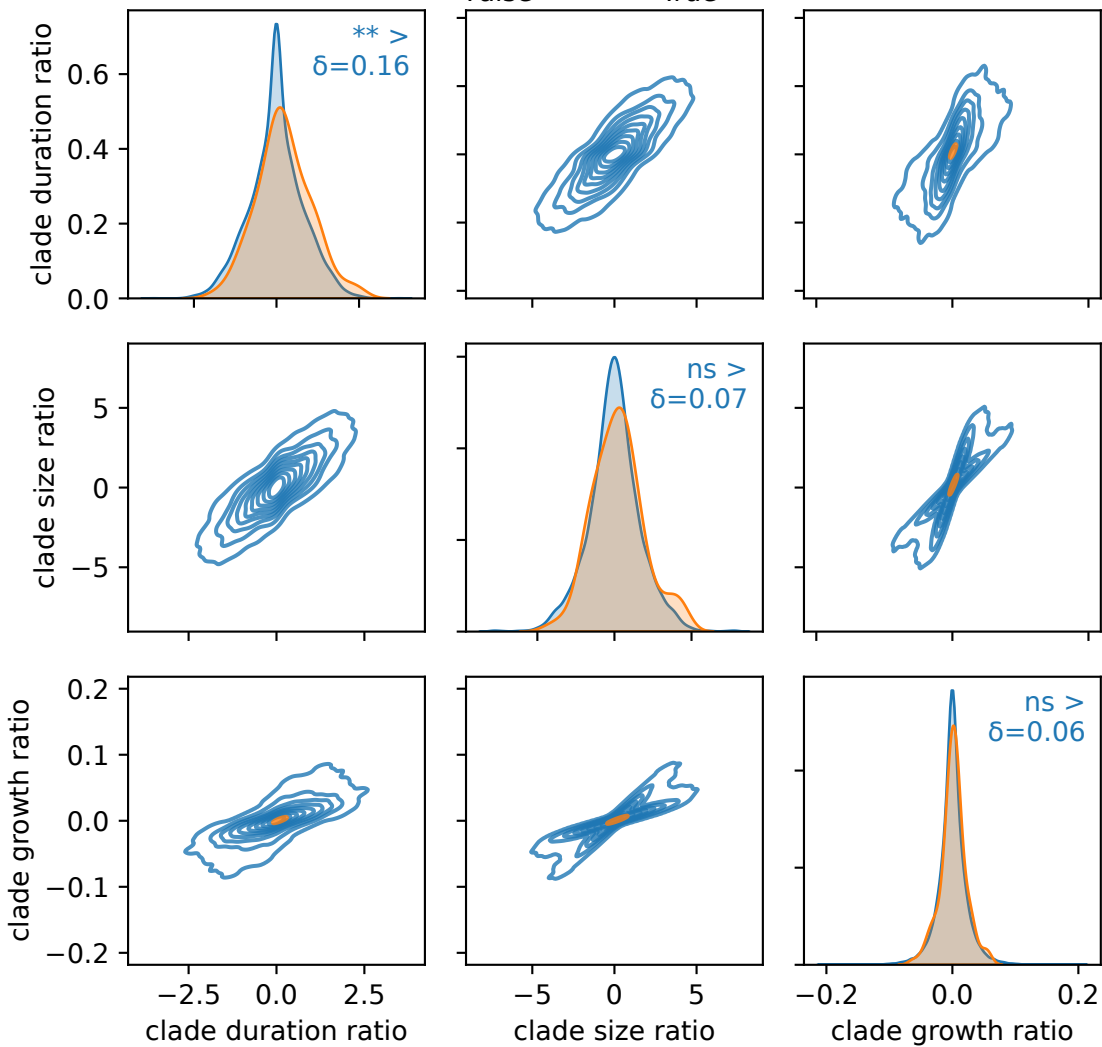 ** >
δ=0.16
clade duration ratio
0.6
0.4
0.2
0.0
ns >
δ=0.07
clade size ratio
5
0
−5
ns >
δ=0.06
clade growth ratio
0.2
0.1
0.0
−0.1
−0.2
−2.5 0.0 2.5 −5 0 5 −0.2 0.0 0.2
clade duration ratio clade size ratio clade growth ratio